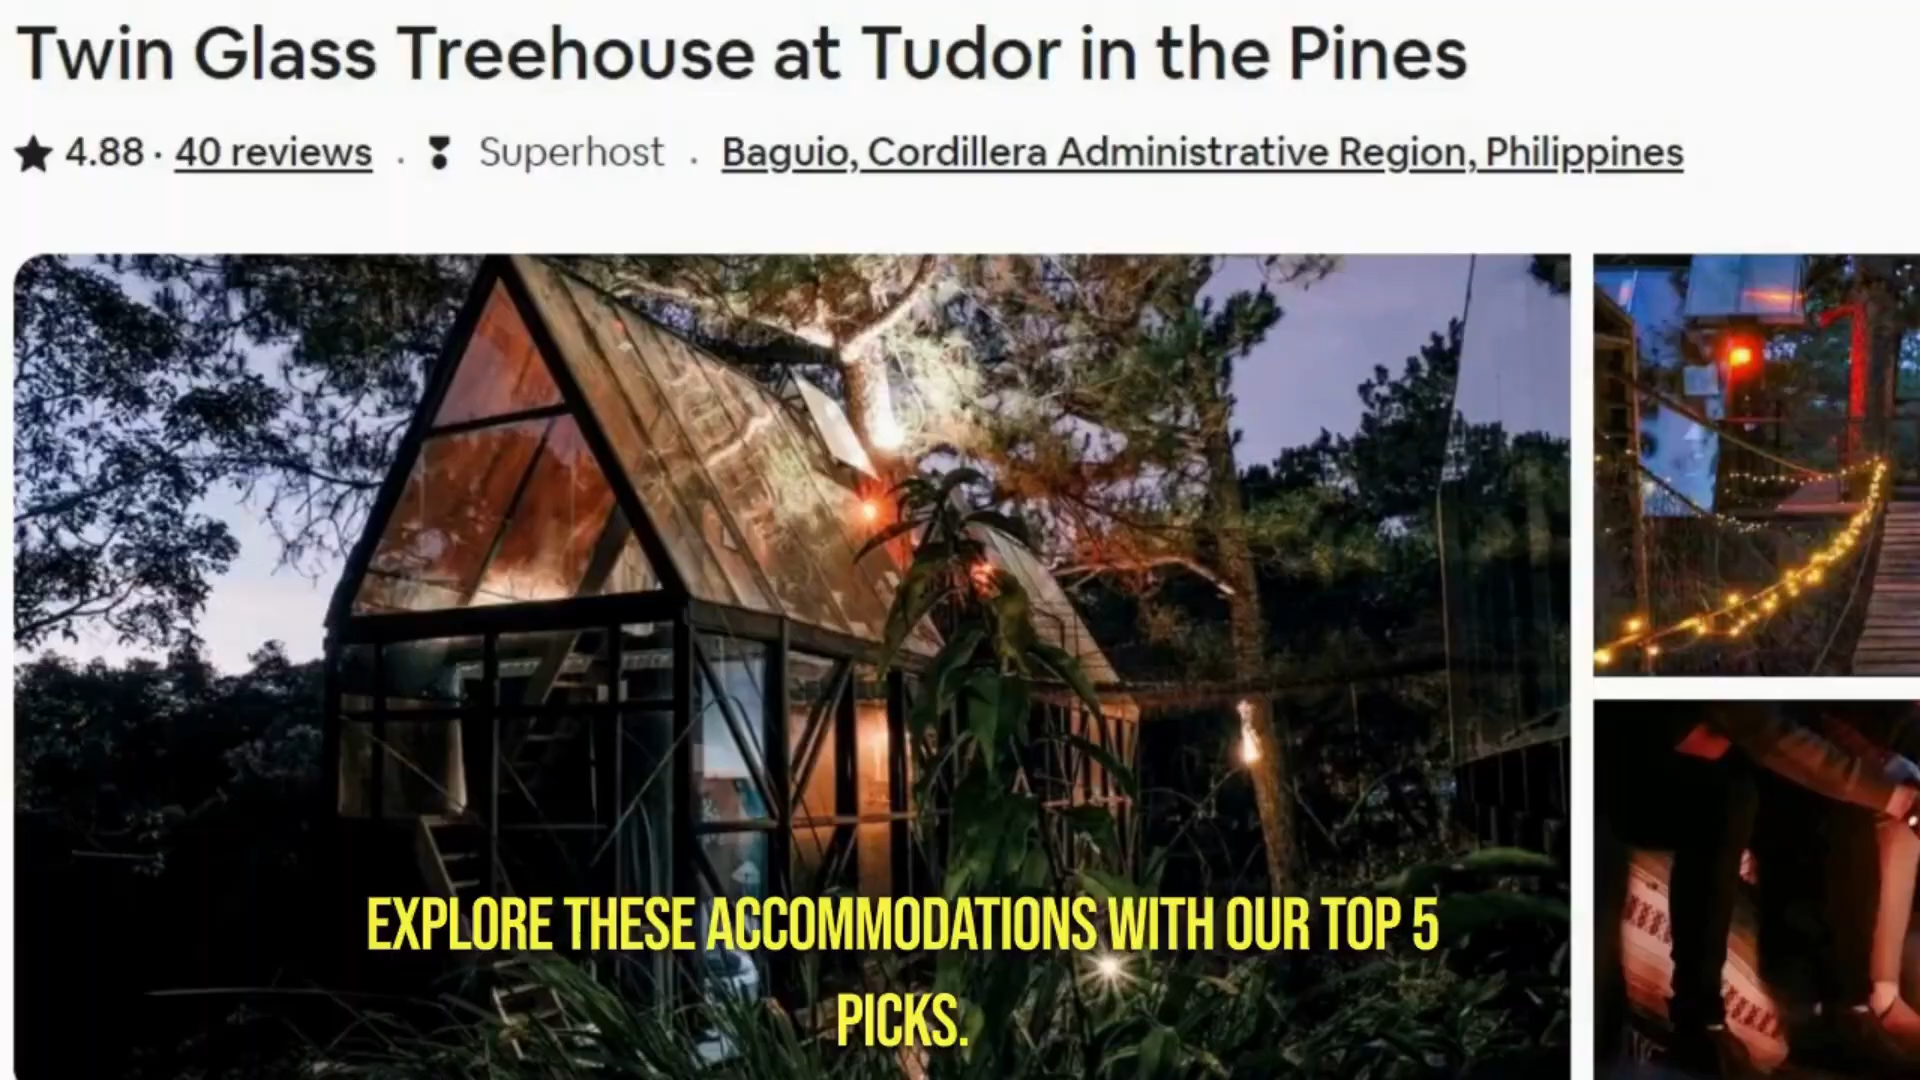 Twin Glass Treehouse at Tudor in the Pines
4.88 · 40 reviews · Superhost · Baguio, Cordillera Administrative Region, Philippines
EXPLORE THESE ACCOMMODATIONS WITH OUR TOP 5
PICKS.